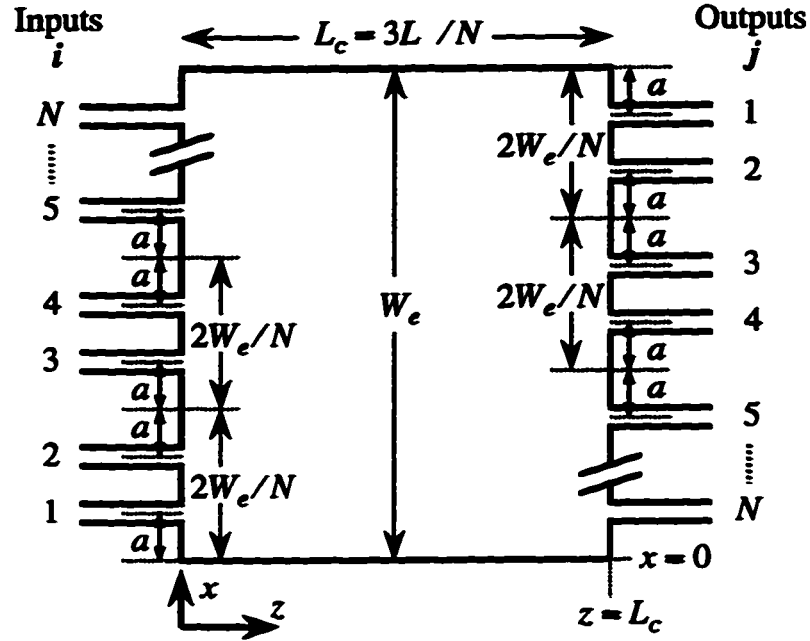 Inputs
i
L_c = 3L /N
Outputs
j
N
5
4
3
2
1
a
a
a
a
a
2W_e/N
2W_e/N
W_e
2W_e/N
2W_e/N
a
a
a
a
a
1
2
3
4
5
N
x
z
x = 0
z = L_c